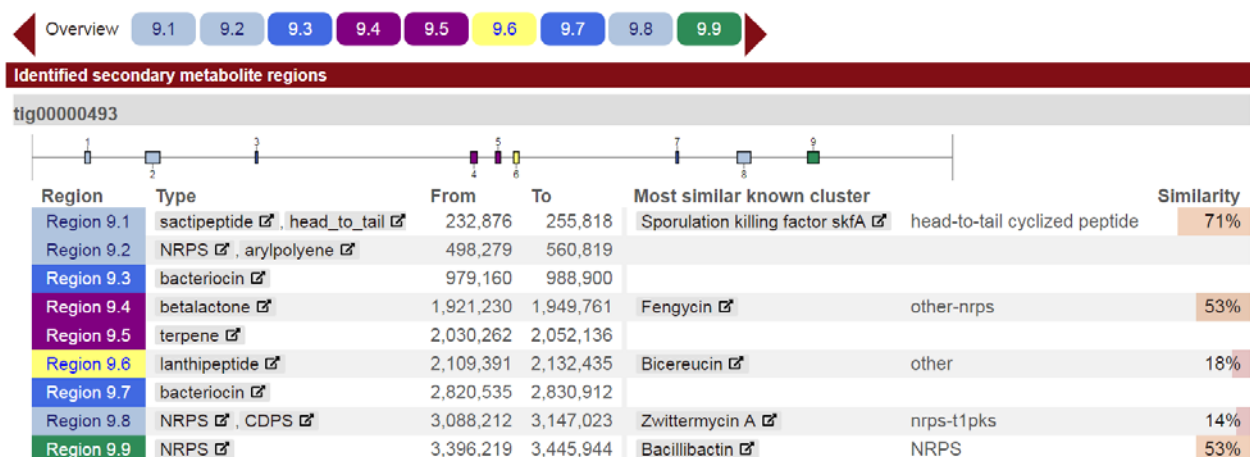 Overview 9.1 9.2 9.3 9.4 9.5 9.6 9.7 9.8 9.9
Identified secondary metabolite regions
tig00000493
1 3 5 7 9
2 4 6 8
Region Type From To Most similar known cluster Similarity
Region 9.1 sactipeptide , head_to_tail 232,876 255,818 Sporulation killing factor skfA head-to-tail cyclized peptide 71%
Region 9.2 NRPS , arylpolyene 498,279 560,819
Region 9.3 bacteriocin 979,160 988,900
Region 9.4 betalactone 1,921,230 1,949,761 Fengycin other-nrps 53%
Region 9.5 terpene 2,030,262 2,052,136
Region 9.6 lanthipeptide 2,109,391 2,132,435 Bicereucin other 18%
Region 9.7 bacteriocin 2,820,535 2,830,912
Region 9.8 NRPS , CDPS 3,088,212 3,147,023 Zwittermycin A nrps-t1pks 14%
Region 9.9 NRPS 3,396,219 3,445,944 Bacillibactin NRPS 53%